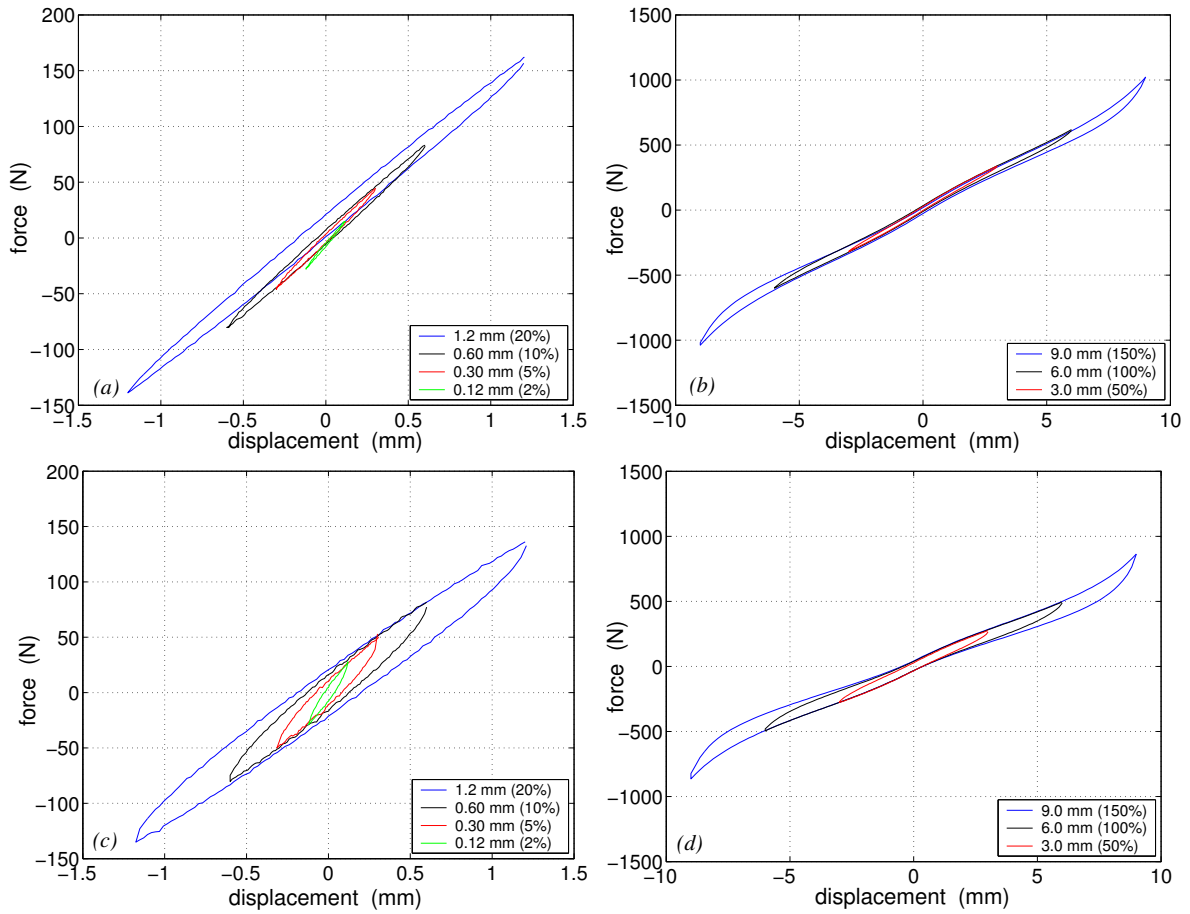 200
150
100
50
0
−50
−100
−150
force (N)
−1.5
−1
−0.5
0
0.5
1
1.5
displacement (mm)
(a)
1.2 mm (20%)
0.60 mm (10%)
0.30 mm (5%)
0.12 mm (2%)
1500
1000
500
0
−500
−1000
−1500
force (N)
−10
−5
0
5
10
displacement (mm)
(b)
9.0 mm (150%)
6.0 mm (100%)
3.0 mm (50%)
200
150
100
50
0
−50
−100
−150
force (N)
−1.5
−1
−0.5
0
0.5
1
1.5
displacement (mm)
(c)
1.2 mm (20%)
0.60 mm (10%)
0.30 mm (5%)
0.12 mm (2%)
1500
1000
500
0
−500
−1000
−1500
force (N)
−10
−5
0
5
10
displacement (mm)
(d)
9.0 mm (150%)
6.0 mm (100%)
3.0 mm (50%)